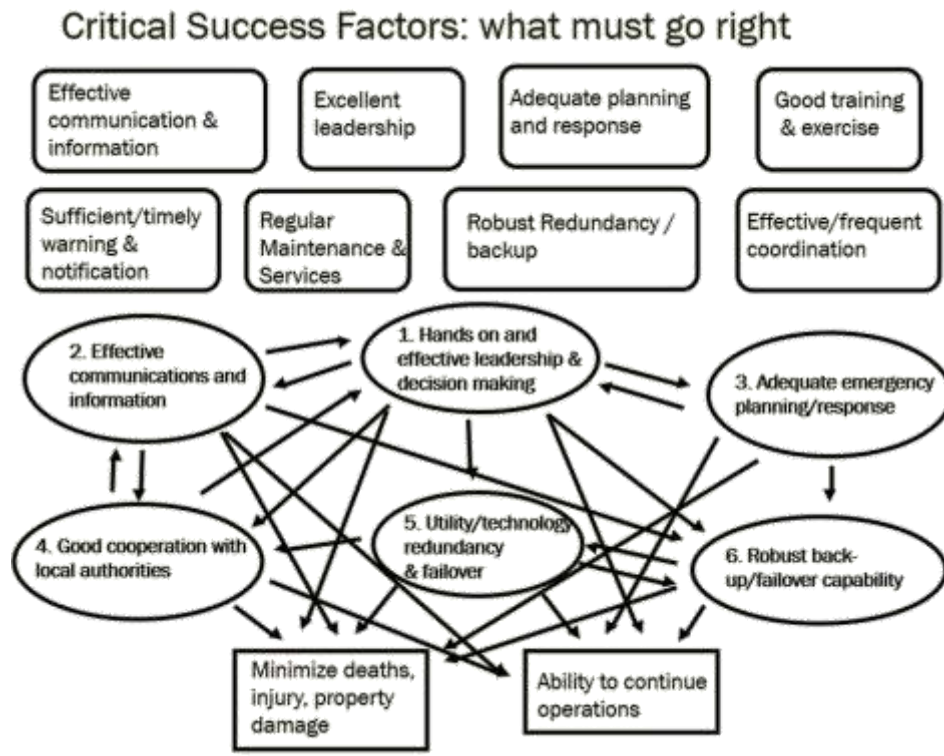 Critical Success Factors: what must go right
Effective
communication &
information
Excellent
leadership
Adequate planning
and response
Good training
& exercise
Sufficient/timely
warning &
notification
Regular
Maintenance &
Services
Robust Redundancy /
backup
Effective/frequent
coordination
2. Effective
communications and
information
1. Hands on and
effective leadership &
decision making
3. Adequate emergency
planning/response
4. Good cooperation with
local authorities
5. Utility/technology
redundancy
& failover
6. Robust back-
up/failover capability
Minimize deaths,
injury, property
damage
Ability to continue
operations